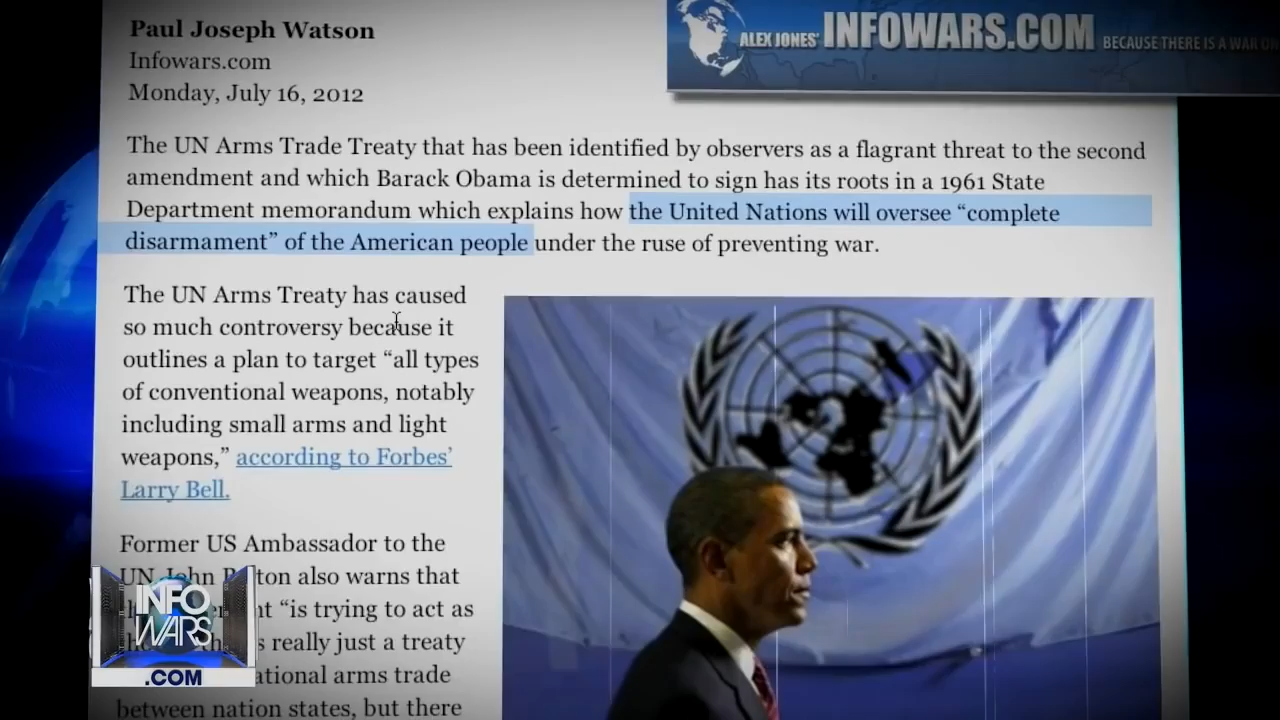 Paul Joseph Watson
Infowars.com
Monday, July 16, 2012
ALEX JONES' INFOWARS.COM BECAUSE THERE IS A WAR
The UN Arms Trade Treaty that has been identified by observers as a flagrant threat to the second
amendment and which Barack Obama is determined to sign has its roots in a 1961 State
Department memorandum which explains how the United Nations will oversee “complete
disarmament” of the American people under the ruse of preventing war.
The UN Arms Treaty has caused
so much controversy because it
outlines a plan to target “all types
of conventional weapons, notably
including small arms and light
weapons,” according to Forbes’
Larry Bell.
Former US Ambassador to the
UN John also warns that
“is trying to act as
really just a treaty
arms trade
between nation states, but there
INFO
WARS
.COM